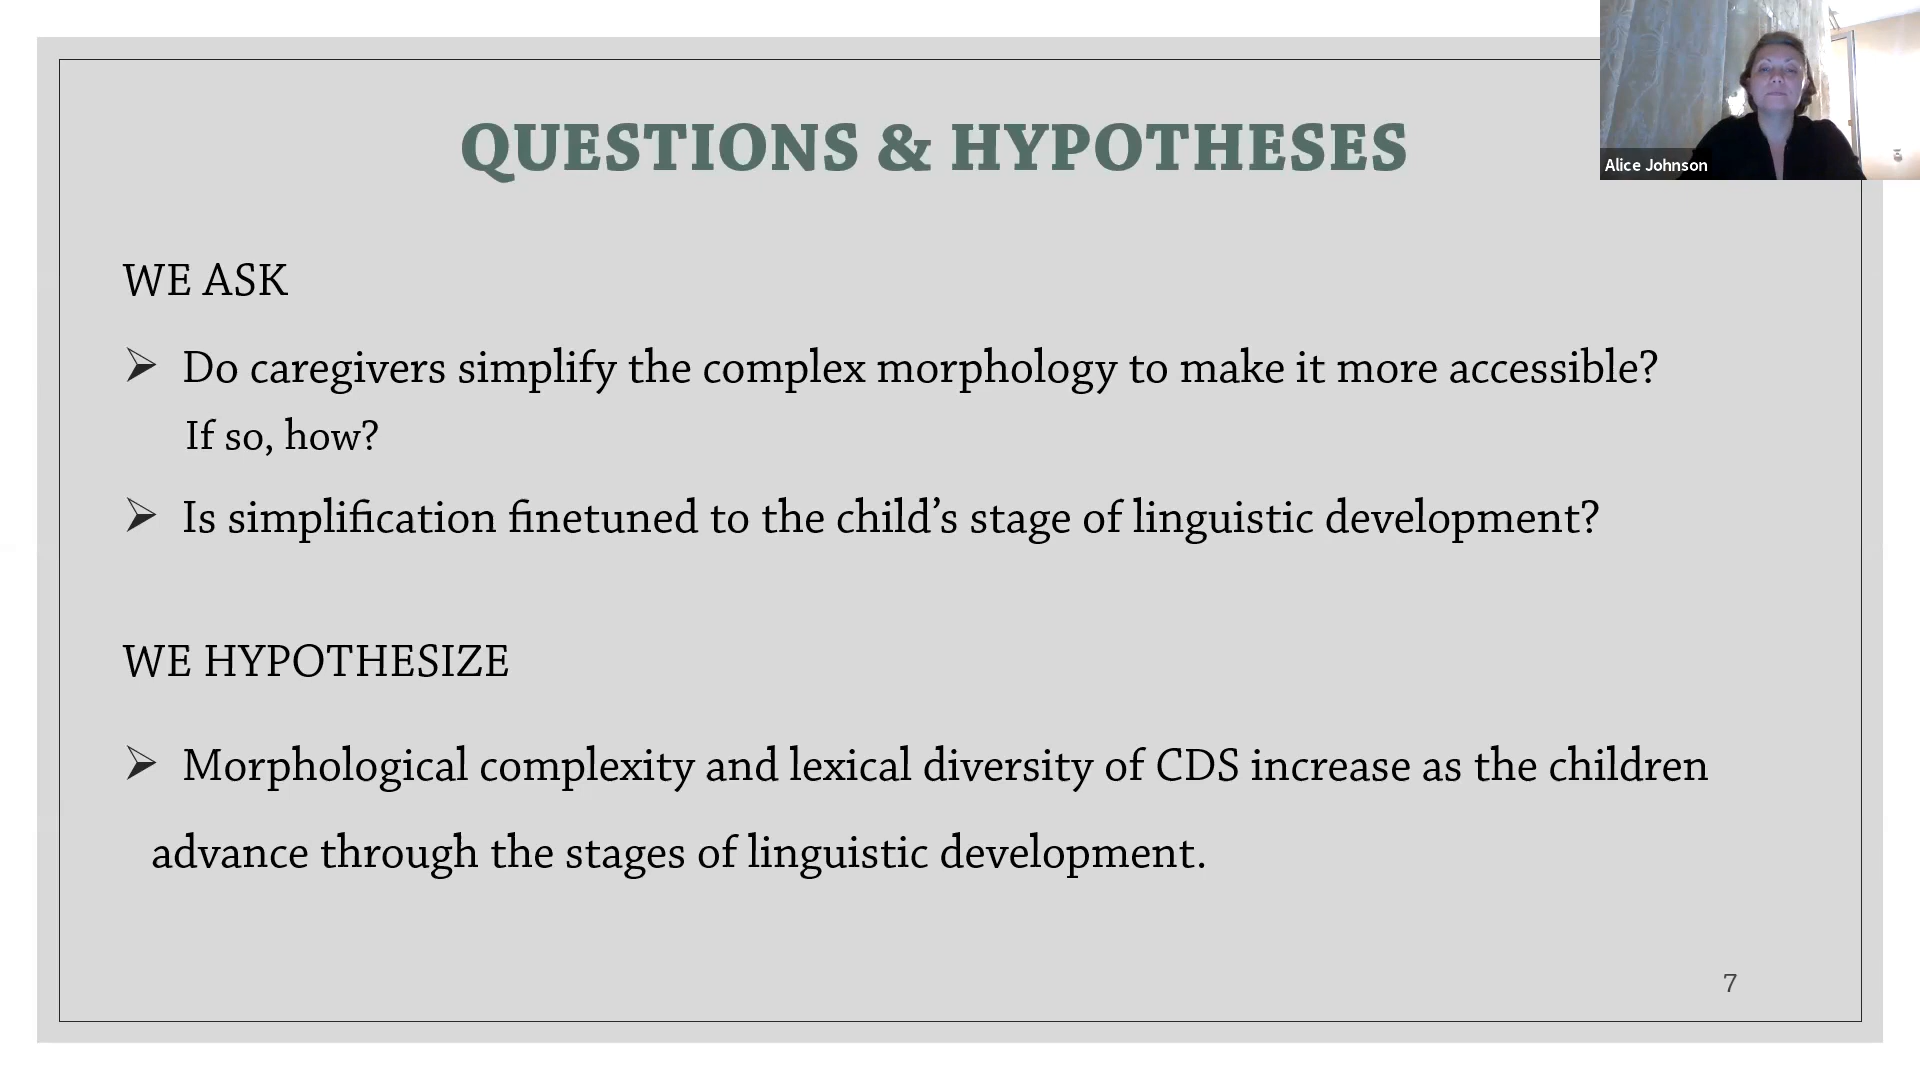 QUESTIONS & HYPOTHESES
Alice Johnson
WE ASK
➢ Do caregivers simplify the complex morphology to make it more accessible?
If so, how?
➢ Is simplification finetuned to the child’s stage of linguistic development?
WE HYPOTHESIZE
➢ Morphological complexity and lexical diversity of CDS increase as the children
advance through the stages of linguistic development.
7